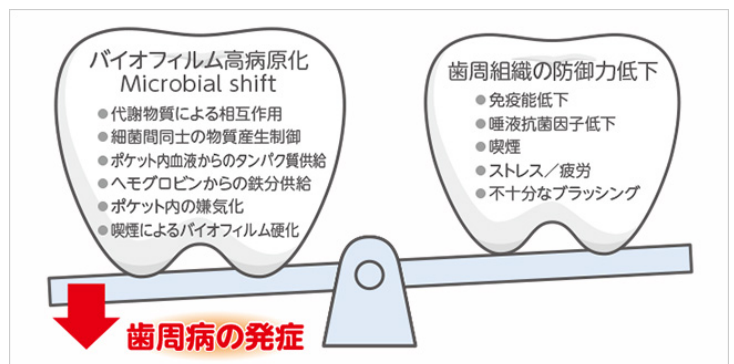 バイオフィルム高病原化
Microbial shift
●代謝物質による相互作用
●細菌間同士の物質産生制御
●ポケット内血液からのタンパク質供給
●ヘモグロビンからの鉄分供給
●ポケット内の嫌気化
●喫煙によるバイオフィルム硬化
歯周組織の防御力低下
●免疫能低下
●唾液抗菌因子低下
●喫煙
●ストレス／疲労
●不十分なブラッシング
歯周病の発症